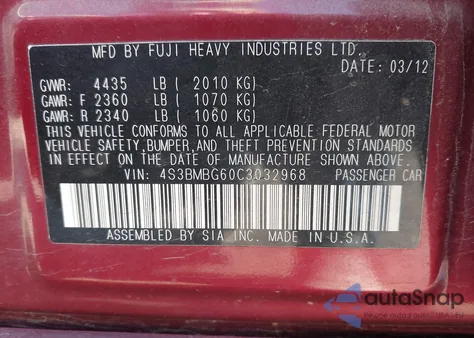 MFD BY FUJI HEAVY INDUSTRIES LTD.
DATE: 03/12
GVWR: 4435 LB ( 2010 KG)
GAWR: F 2360 LB ( 1070 KG)
GAWR: R 2340 LB ( 1060 KG)
THIS VEHICLE CONFORMS TO ALL APPLICABLE FEDERAL MOTOR
VEHICLE SAFETY,BUMPER,AND THEFT PREVENTION STANDARDS
IN EFFECT ON THE DATE OF MANUFACTURE SHOWN ABOVE.
VIN: 4S3BMBG60C3032968 PASSENGER CAR
ASSEMBLED BY SIA INC. MADE IN U.S.A.
autoSnap